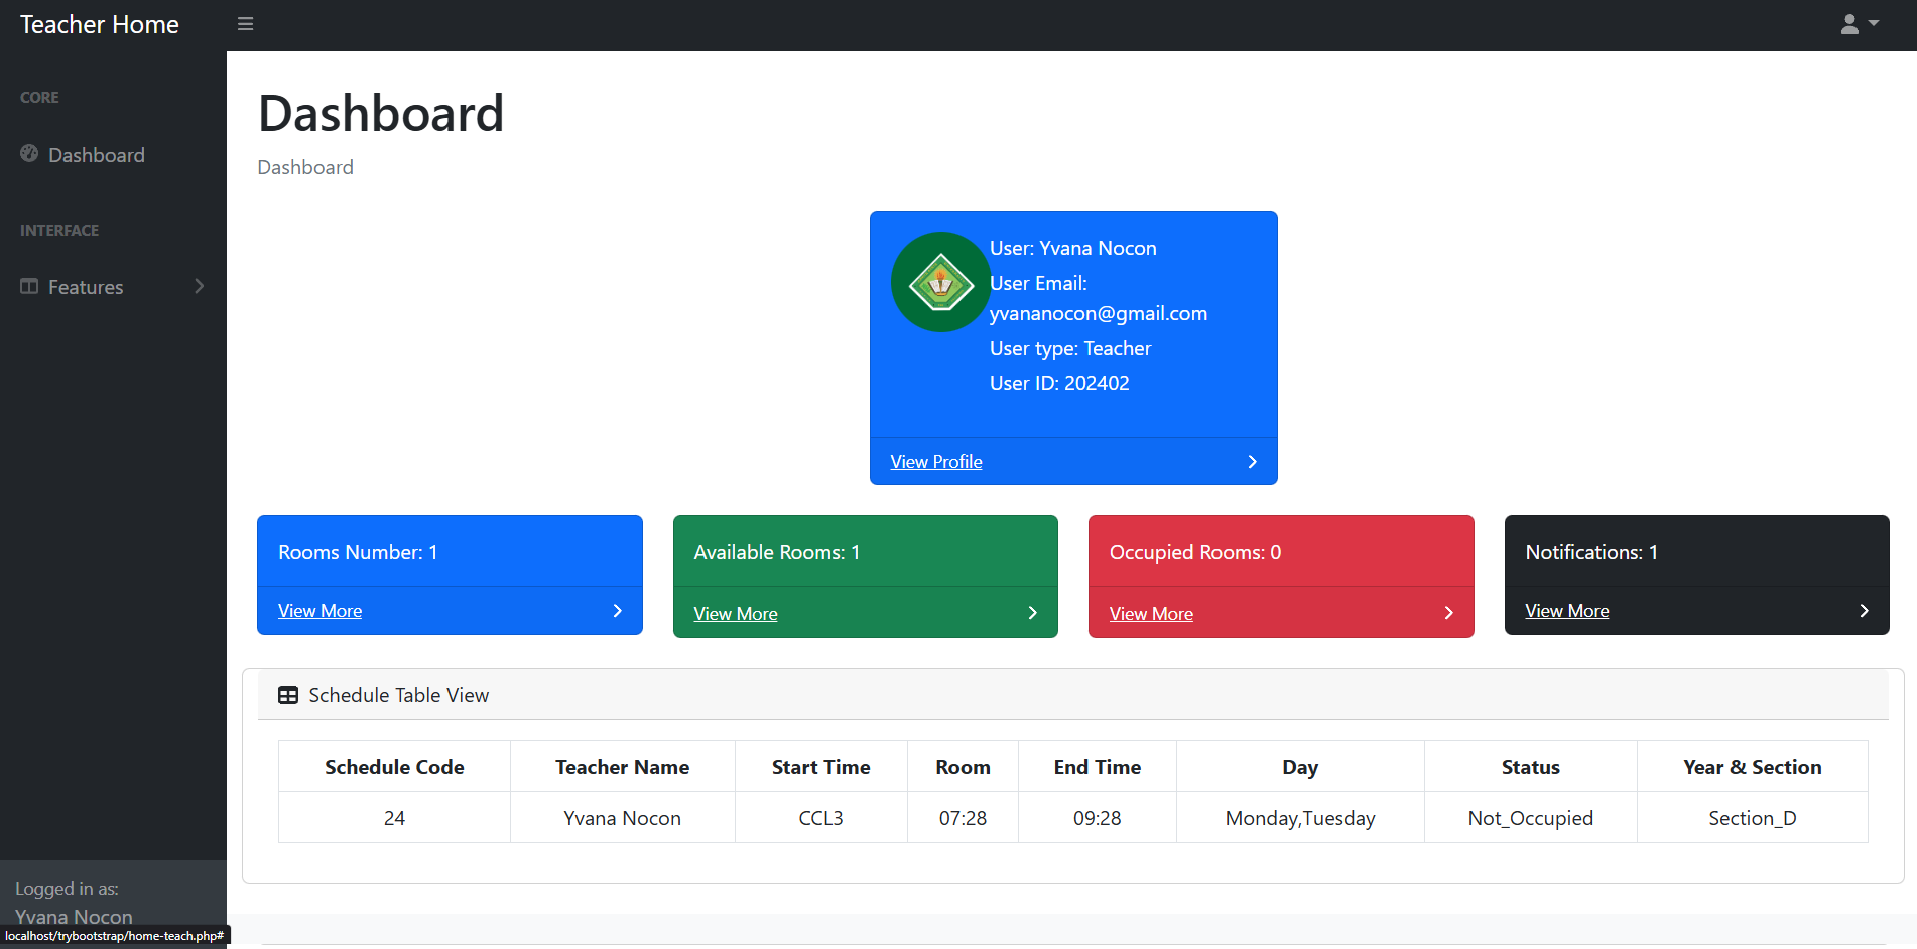 Teacher Home
CORE
Dashboard
INTERFACE
Features
Logged in as:
Yvana Nocon
localhost/trybootstrap/home-teach.php#
Dashboard
Dashboard
User: Yvana Nocon
User Email:
yvananocon@gmail.com
User type: Teacher
User ID: 202402
View Profile
Rooms Number: 1
View More
Available Rooms: 1
View More
Occupied Rooms: 0
View More
Notifications: 1
View More
Schedule Table View
Schedule Code Teacher Name Start Time Room End Time Day Status Year & Section
24 Yvana Nocon CCL3 07:28 09:28 Monday,Tuesday Not_Occupied Section_D